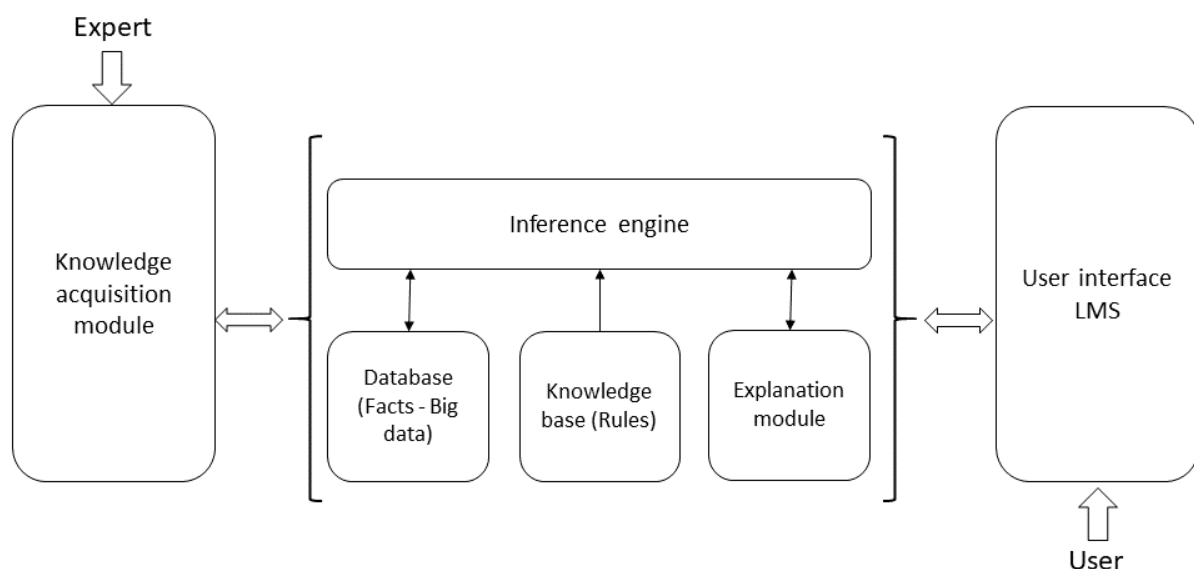 Expert
Knowledge
acquisition
module
Inference engine
Database
(Facts - Big
data)
Knowledge
base (Rules)
Explanation
module
User interface
LMS
User